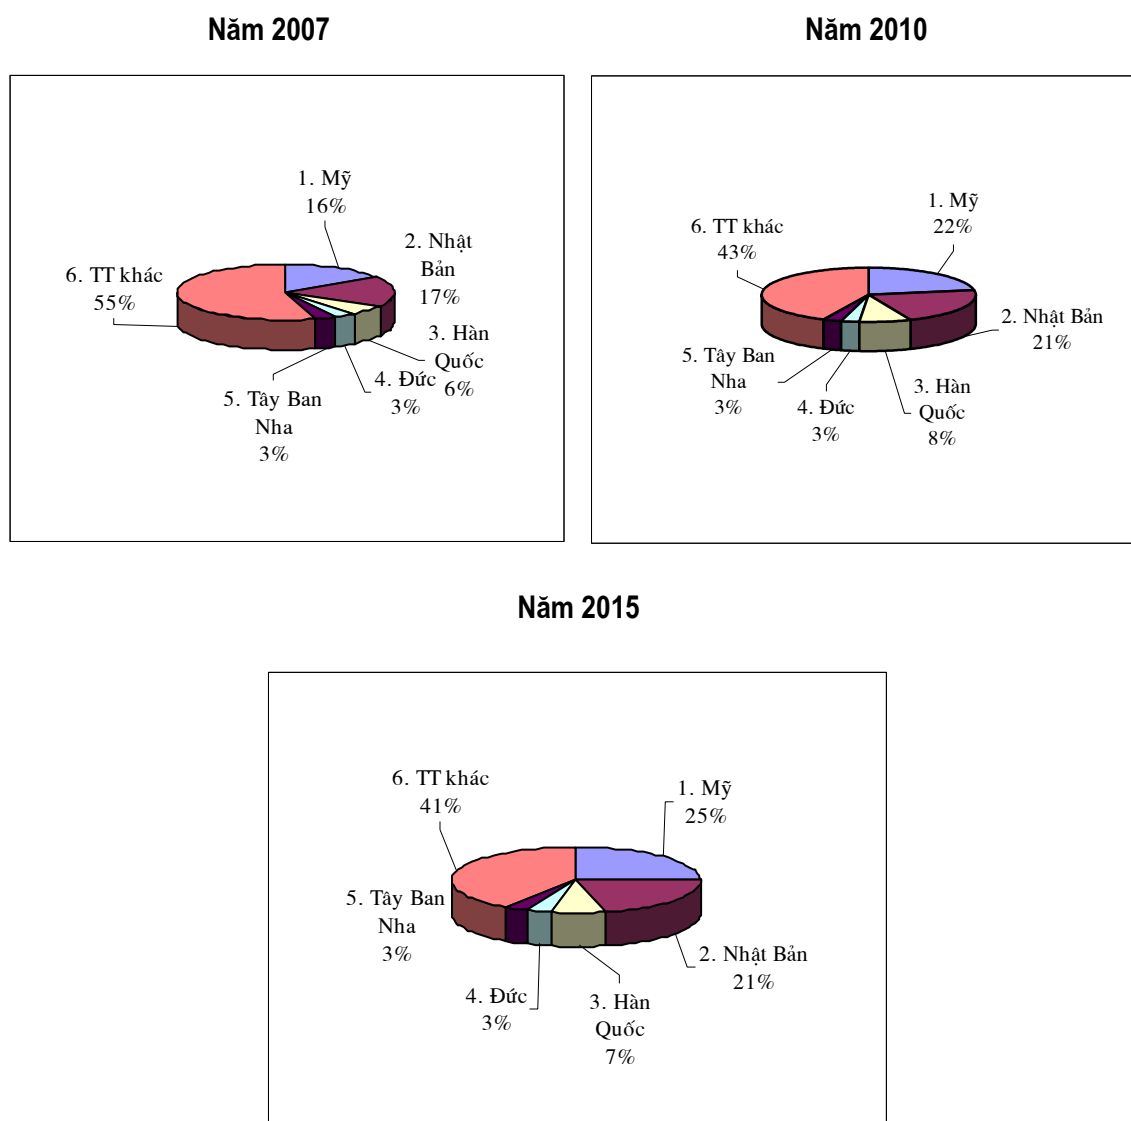 Năm 2007
1. Mỹ
16%
2. Nhật
Bản
17%
3. Hàn
Quốc
6%
4. Đức
3%
5. Tây Ban
Nha
3%
6. TT khác
55%
Năm 2010
1. Mỹ
22%
2. Nhật Bản
21%
3. Hàn
Quốc
8%
4. Đức
3%
5. Tây Ban
Nha
3%
6. TT khác
43%
Năm 2015
1. Mỹ
25%
2. Nhật Bản
21%
3. Hàn
Quốc
7%
4. Đức
3%
5. Tây Ban
Nha
3%
6. TT khác
41%